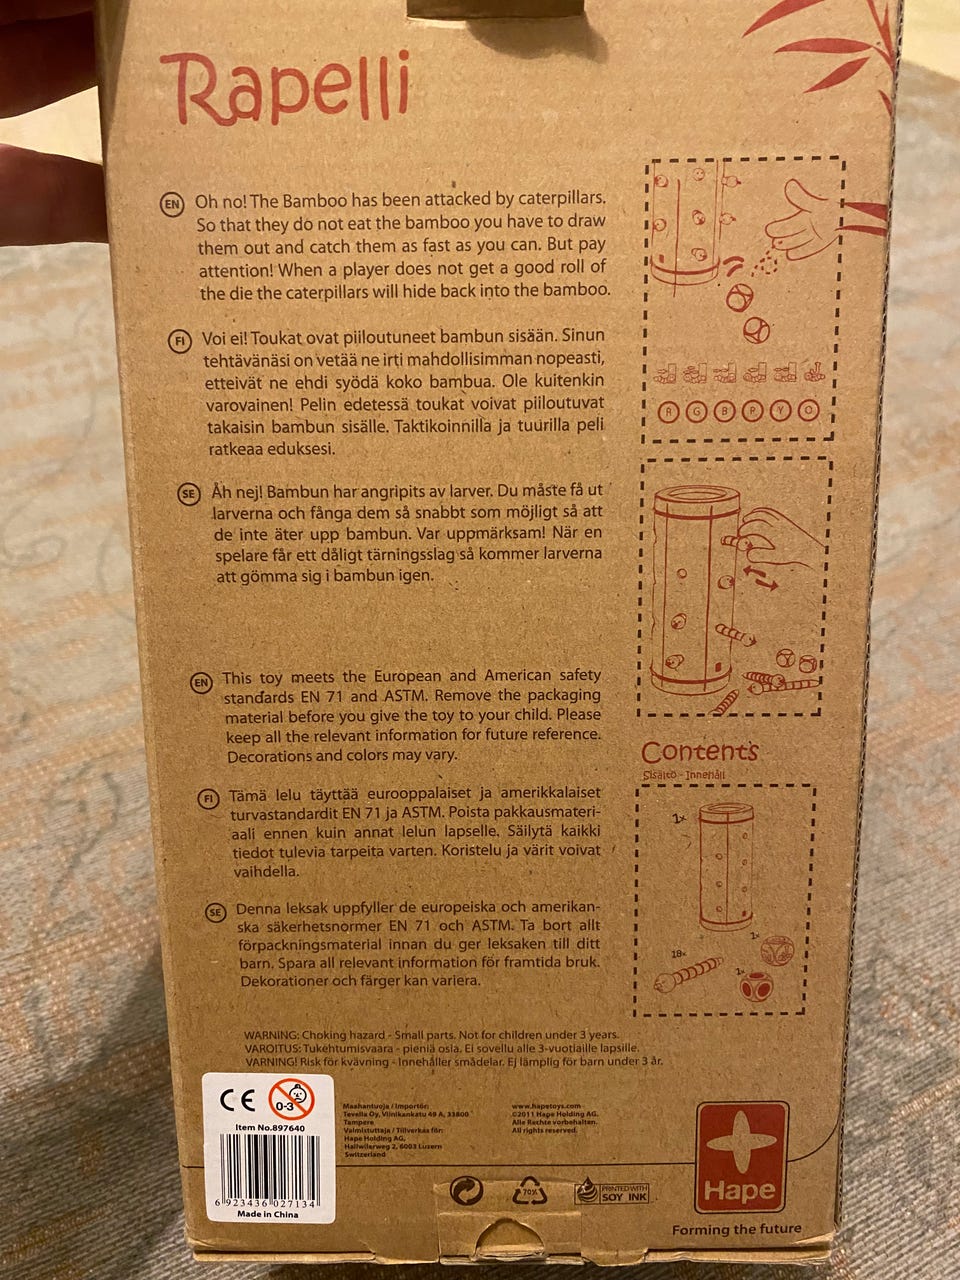 Rapelli
EN Oh no! The Bamboo has been attacked by caterpillars.
So that they do not eat the bamboo you have to draw
them out and catch them as fast as you can. But pay
attention! When a player does not get a good roll of
the die the caterpillars will hide back into the bamboo.
FI Voi ei! Toukat ovat piiloutuneet bambun sisään. Sinun
tehtävänäsi on vetää ne irti mahdollisimman nopeasti,
etteivät ne ehdi syödä koko bambua. Ole kuitenkin
varovainen! Pelin edetessä toukat voivat piiloutuvat
takaisin bambun sisälle. Taktikoinnilla ja tuurilla peli
ratkeaa eduksesi.
SE Åh nej! Bambun har angripits av larver. Du måste få ut
larverna och fånga dem så snabbt som möjligt så att
de inte äter upp bambun. Var uppmärksam! När en
spelare får ett dåligt tärningsslag så kommer larverna
att gömma sig i bambun igen.
EN This toy meets the European and American safety
standards EN 71 and ASTM. Remove the packaging
material before you give the toy to your child. Please
keep all the relevant information for future reference.
Decorations and colors may vary.
FI Tämä lelu täyttää eurooppalaiset ja amerikkalaiset
turvastandardit EN 71 ja ASTM. Poista pakkausmateri-
aali ennen kuin annat lelun lapselle. Säilytä kaikki
tiedot tulevia tarpeita varten. Koristelu ja värit voivat
vaihdella.
SE Denna leksak uppfyller de europeiska och amerikan-
ska säkerhetsnormer EN 71 och ASTM. Ta bort allt
förpackningsmaterial innan du ger leksaken till ditt
barn. Spara all relevant information för framtida bruk.
Dekorationer och färger kan variera.
R G B P Y O
Contents
Sisältö - Innehåll
1x
18x
1x
1x
WARNING: Choking hazard - Small parts. Not for children under 3 years.
VAROITUS: Tukehtumisvaara - pieniä osia. Ei sovellu alle 3-vuotiaille lapsille.
VARNING! Risk för kvävning - Innehåller smådelar. Ej lämplig för barn under 3 år.
CE 0-3
Item No.897640
6 923436 027134
Made in China
Maahantuoja / Importör:
Tevella Oy, Viinikankatu 49 A, 33800
Tampere
Valmistuttaja / Tillverkas för:
Hape Holding AG,
Hallwilerweg 2, 6003 Luzern
Switzerland
www.hapetoys.com
©2011 Hape Holding AG.
Alle Rechte vorbehalten.
All rights reserved.
70%
PRINTED WITH
SOY INK
Hape
Forming the future